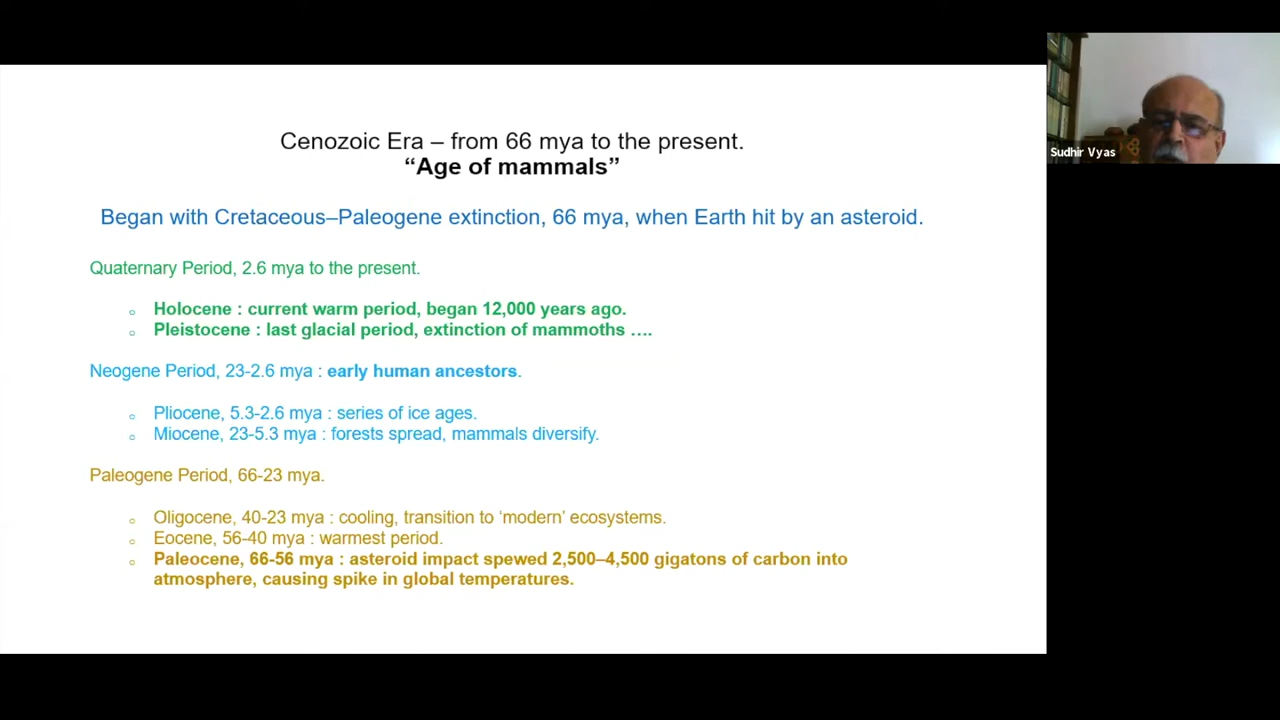 Cenozoic Era – from 66 mya to the present.
“Age of mammals”
Began with Cretaceous–Paleogene extinction, 66 mya, when Earth hit by an asteroid.
Quaternary Period, 2.6 mya to the present.
Holocene : current warm period, began 12,000 years ago.
Pleistocene : last glacial period, extinction of mammoths ….
Neogene Period, 23-2.6 mya : early human ancestors.
Pliocene, 5.3-2.6 mya : series of ice ages.
Miocene, 23-5.3 mya : forests spread, mammals diversify.
Paleogene Period, 66-23 mya.
Oligocene, 40-23 mya : cooling, transition to ‘modern’ ecosystems.
Eocene, 56-40 mya : warmest period.
Paleocene, 66-56 mya : asteroid impact spewed 2,500–4,500 gigatons of carbon into
atmosphere, causing spike in global temperatures.
Sudhir Vyas